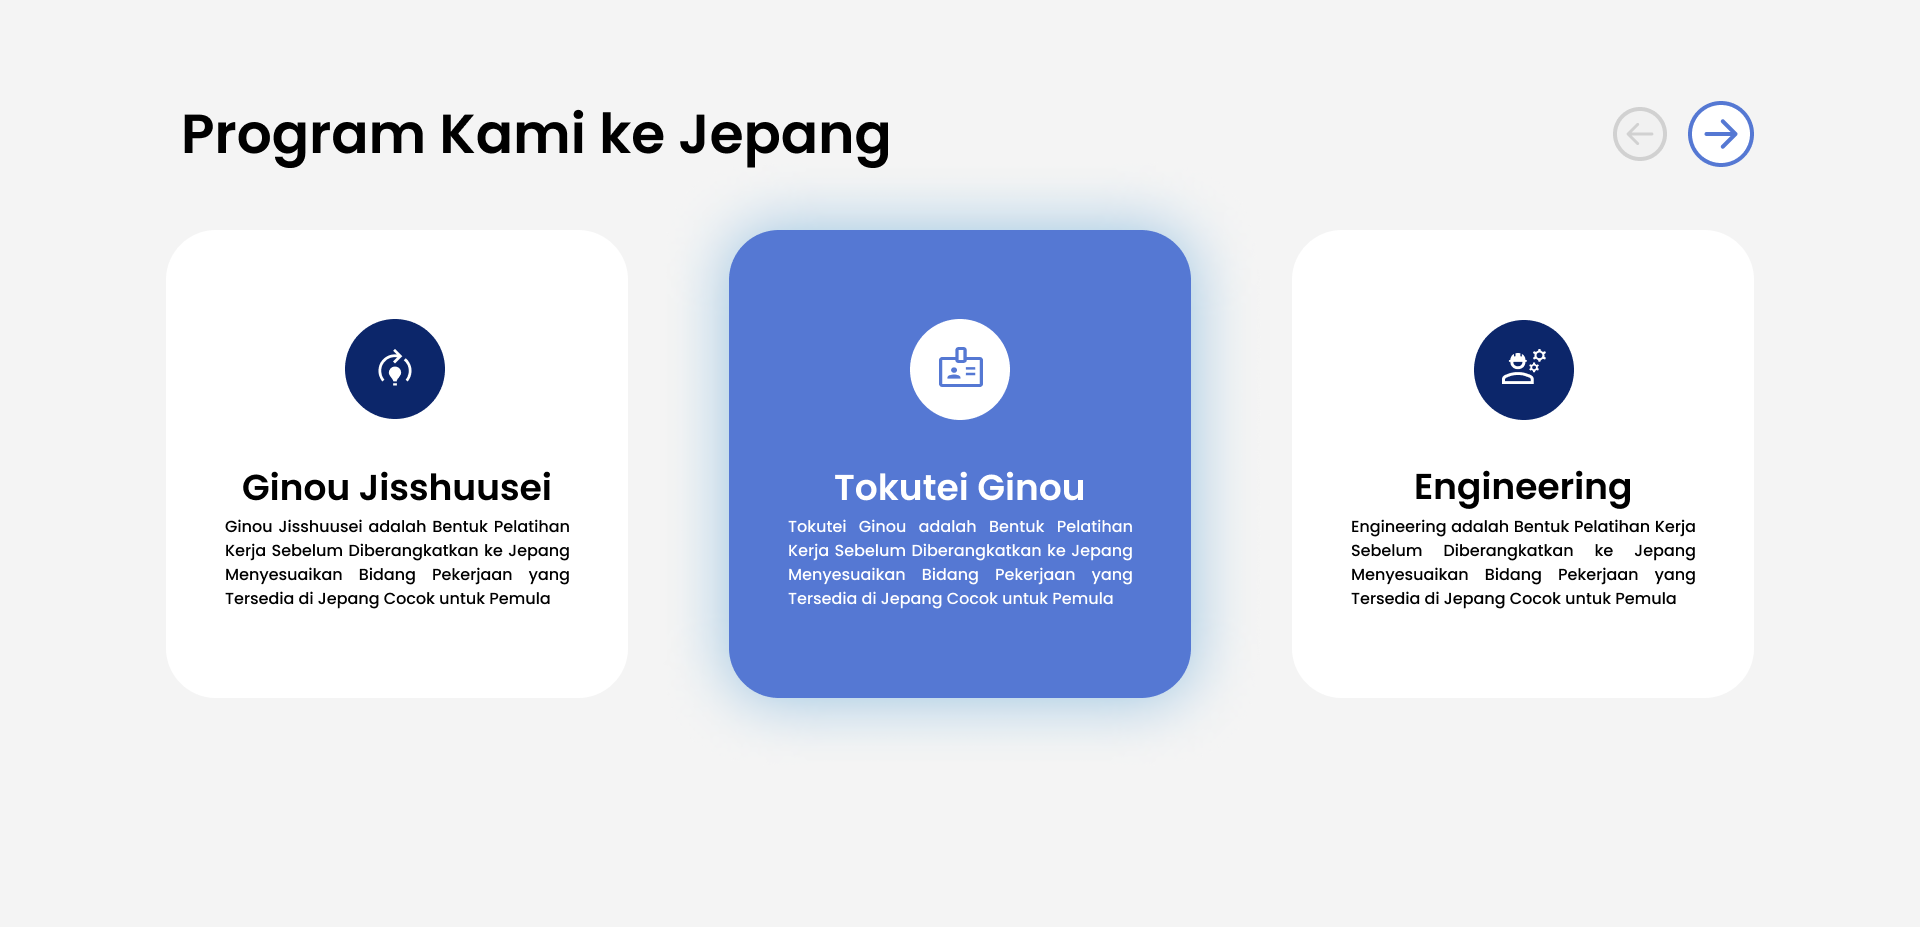 Program Kami ke Jepang
Ginou Jisshuusei
Ginou Jisshuusei adalah Bentuk Pelatihan
Kerja Sebelum Diberangkatkan ke Jepang
Menyesuaikan Bidang Pekerjaan yang
Tersedia di Jepang Cocok untuk Pemula
Tokutei Ginou
Tokutei Ginou adalah Bentuk Pelatihan
Kerja Sebelum Diberangkatkan ke Jepang
Menyesuaikan Bidang Pekerjaan yang
Tersedia di Jepang Cocok untuk Pemula
Engineering
Engineering adalah Bentuk Pelatihan Kerja
Sebelum Diberangkatkan ke Jepang
Menyesuaikan Bidang Pekerjaan yang
Tersedia di Jepang Cocok untuk Pemula